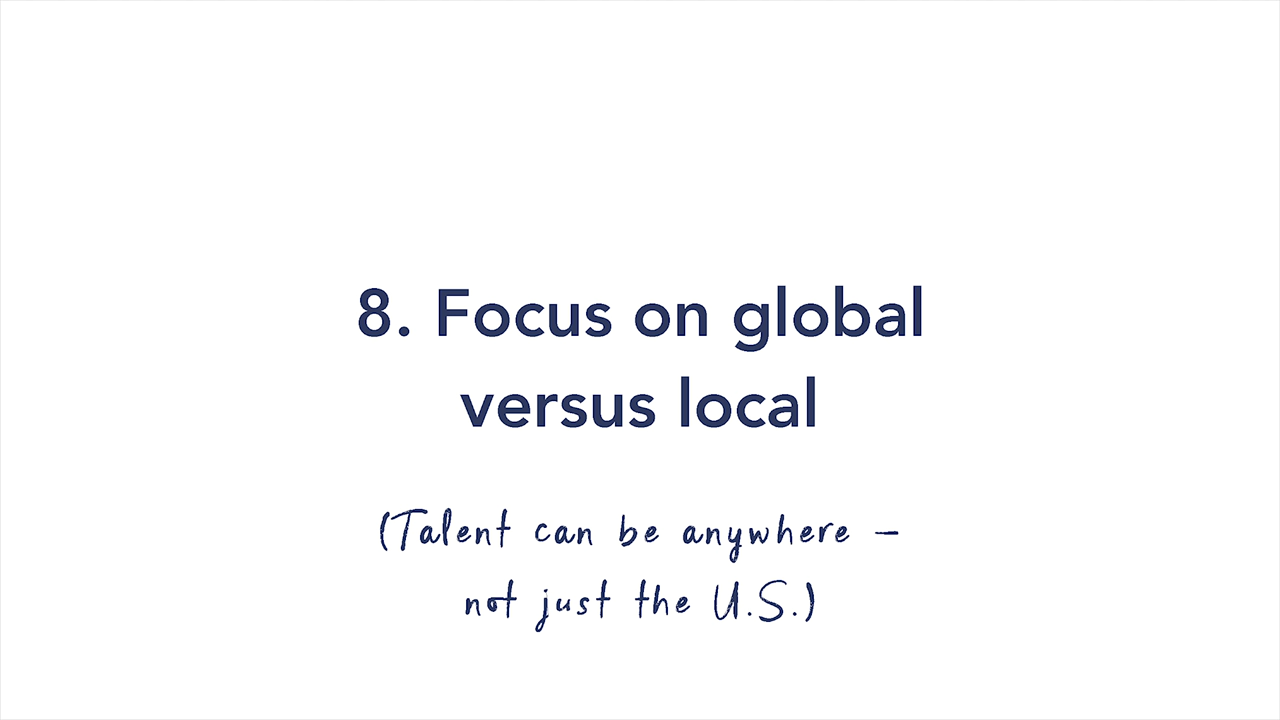 8. Focus on global
versus local
(Talent can be anywhere –
not just the U.S.)